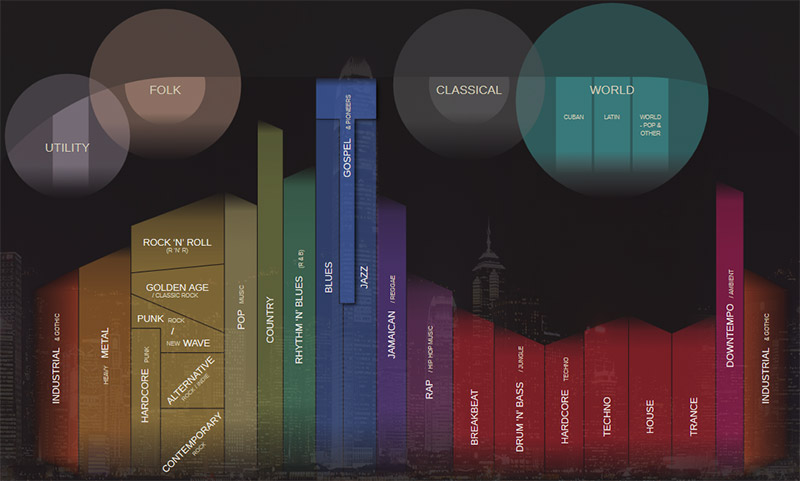 FOLK
CLASSICAL
WORLD
CUBAN
LATIN
WORLD
- POP &
OTHER
UTILITY
INDUSTRIAL & GOTHIC
/HEAVY METAL
ROCK 'N' ROLL
(R 'N' R)
GOLDEN AGE
/ CLASSIC ROCK
PUNK ROCK
/
NEW WAVE
HARDCORE PUNK
ALTERNATIVE
ROCK / INDIE
CONTEMPORARY
ROCK
POP MUSIC
COUNTRY
RHYTHM N' BLUES (R & B)
BLUES
GOSPEL & PIONEERS
JAZZ
JAMAICAN / REGGAE
RAP / HIP HOP MUSIC
BREAKBEAT
DRUM N' BASS / JUNGLE
HARDCORE TECHNO
TECHNO
HOUSE
TRANCE
DOWNTEMPO / AMBIENT
INDUSTRIAL & GOTHIC